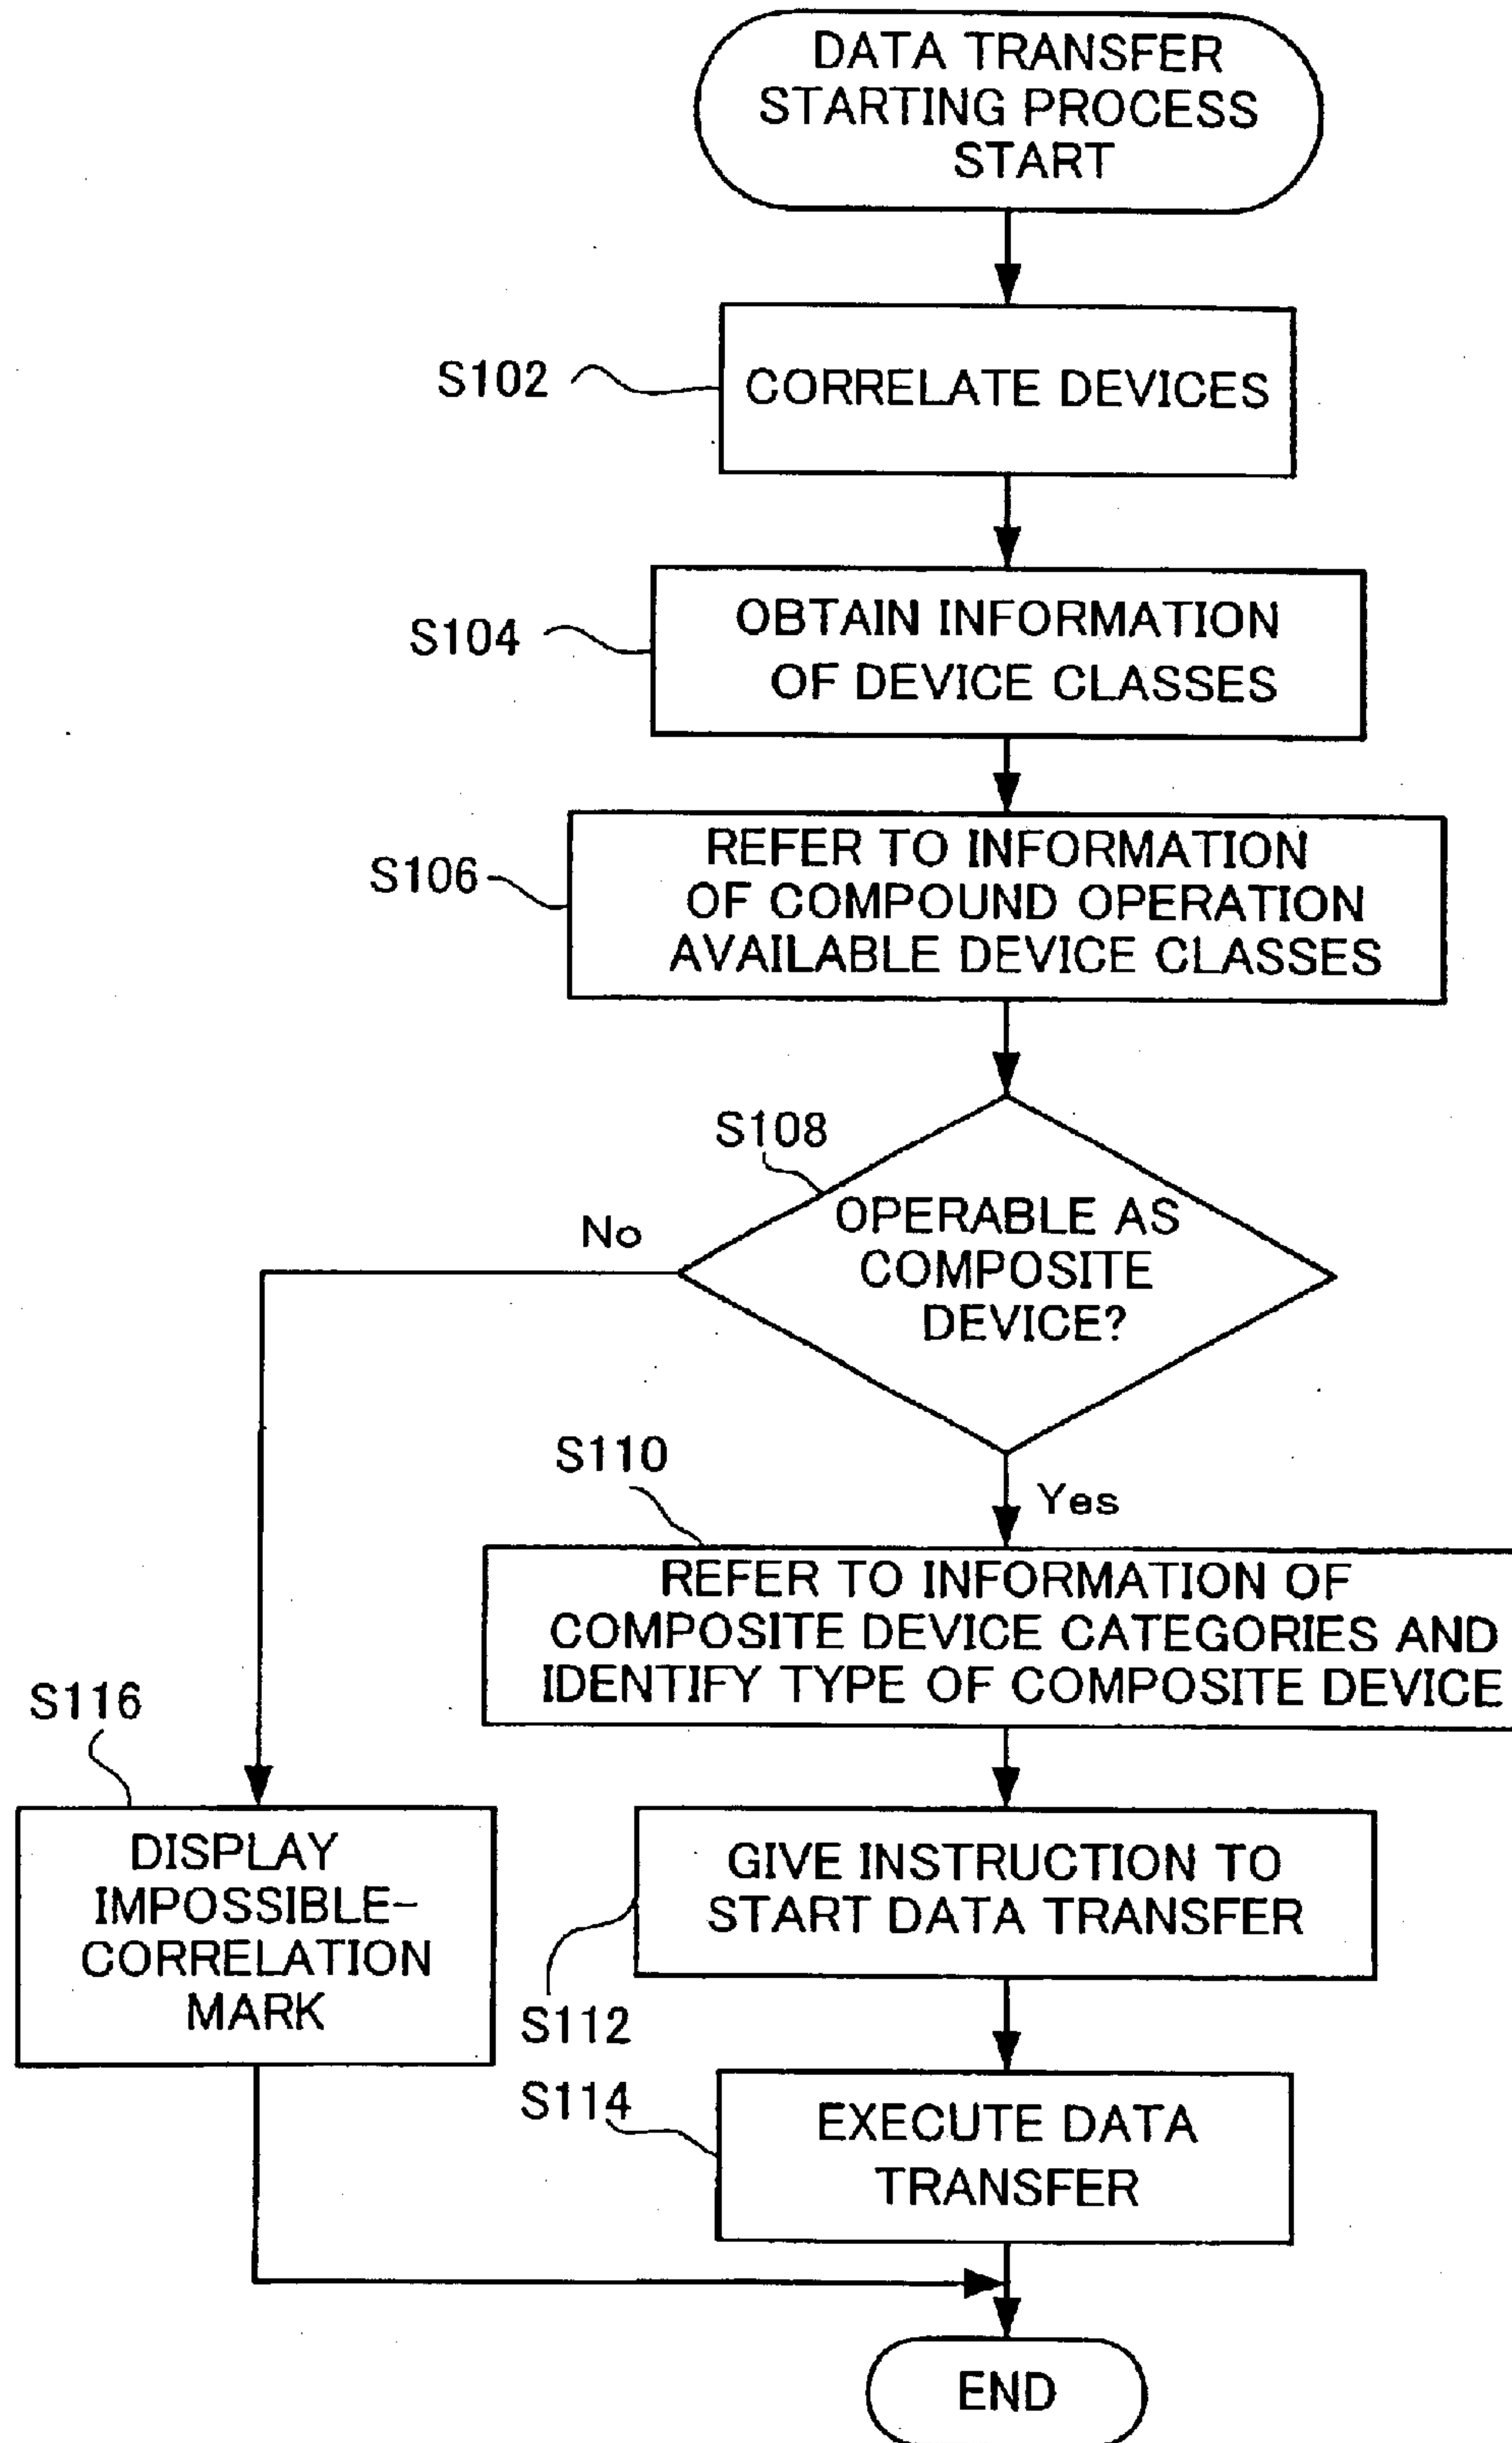 DATA TRANSFER
STARTING PROCESS
START
S102
CORRELATE DEVICES
S104
OBTAIN INFORMATION
OF DEVICE CLASSES
S106
REFER TO INFORMATION
OF COMPOUND OPERATION
AVAILABLE DEVICE CLASSES
S108
OPERABLE AS
COMPOSITE
DEVICE?
No
Yes
S110
REFER TO INFORMATION OF
COMPOSITE DEVICE CATEGORIES AND
IDENTIFY TYPE OF COMPOSITE DEVICE
S116
DISPLAY
IMPOSSIBLE-
CORRELATION
MARK
GIVE INSTRUCTION TO
START DATA TRANSFER
S112
S114
EXECUTE DATA
TRANSFER
END